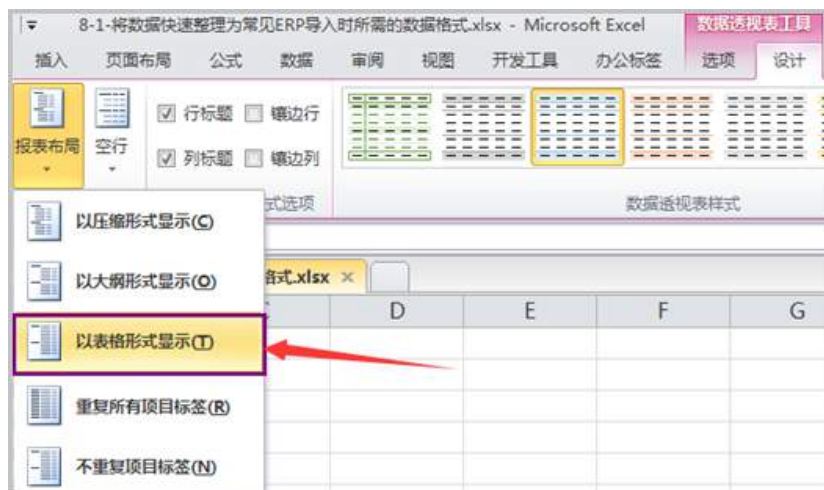 8-1-将数据快速整理为常见ERP导入时所需的数据格式.xlsx - Microsoft Excel 数据透视表工具
插入 页面布局 公式 数据 审阅 视图 开发工具 办公标签 选项 设计
报表布局 空行 行标题 镶边行
列标题 镶边列
式选项 数据透视表样式
以压缩形式显示(C)
以大纲形式显示(O)
格式.xlsx
D E F G
以表格形式显示(T)
重复所有项目标签(R)
不重复项目标签(N)